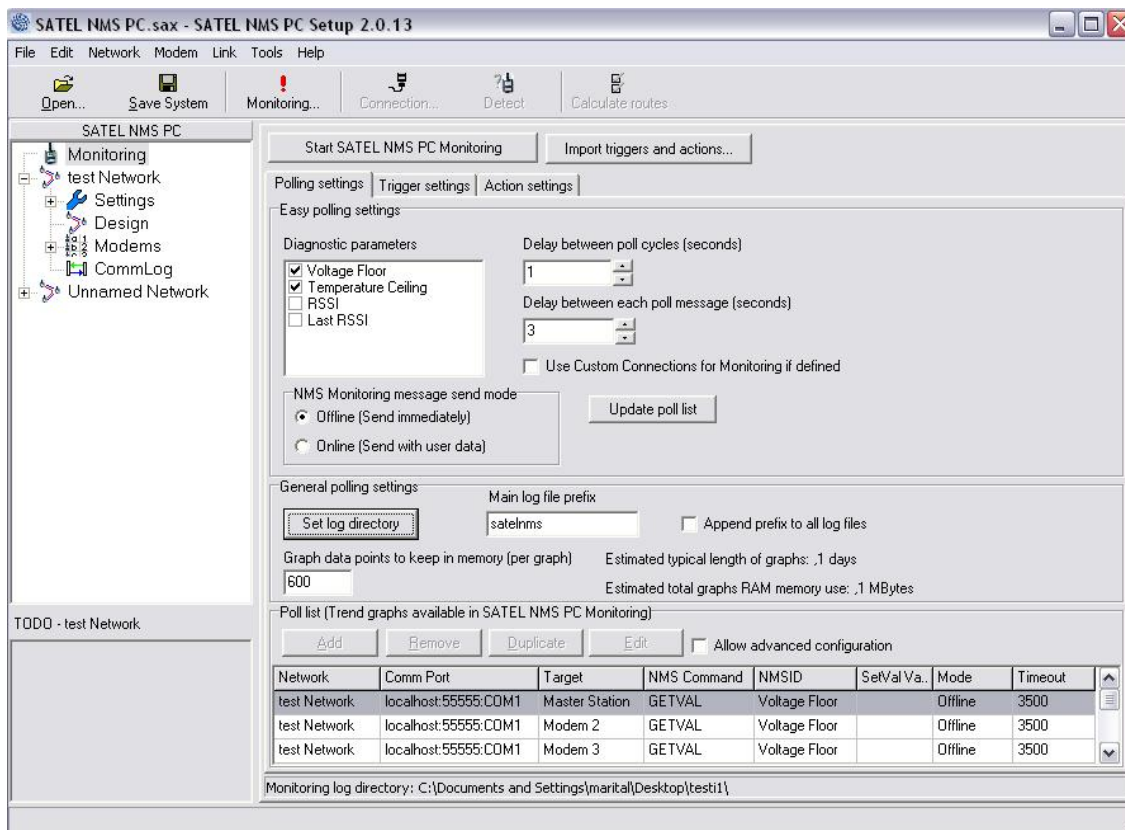 SATEL NMS PC.sax - SATEL NMS PC Setup 2.0.13
File Edit Network Modem Link Tools Help
Open... Save System Monitoring... Connection... Detect Calculate routes
SATEL NMS PC
Monitoring
test Network
Settings
Design
Modems
CommLog
Unnamed Network
TODO - test Network
Start SATEL NMS PC Monitoring Import triggers and actions...
Polling settings Trigger settings Action settings
Easy polling settings
Diagnostic parameters
Voltage Floor
Temperature Ceiling
RSSI
Last RSSI
Delay between poll cycles (seconds)
1
Delay between each poll message (seconds)
3
Use Custom Connections for Monitoring if defined
NMS Monitoring message send mode
Offline (Send immediately)
Online (Send with user data)
Update poll list
General polling settings
Set log directory
Main log file prefix
satelnms
Append prefix to all log files
Graph data points to keep in memory (per graph)
600
Estimated typical length of graphs: ,1 days
Estimated total graphs RAM memory use: ,1 MBytes
Poll list (Trend graphs available in SATEL NMS PC Monitoring)
Add Remove Duplicate Edit Allow advanced configuration
Network Comm Port Target NMS Command NMSID SetVal Va.. Mode Timeout
test Network localhost:55555:COM1 Master Station GETVAL Voltage Floor Offline 3500
test Network localhost:55555:COM1 Modem 2 GETVAL Voltage Floor Offline 3500
test Network localhost:55555:COM1 Modem 3 GETVAL Voltage Floor Offline 3500
Monitoring log directory: C:\Documents and Settings\marital\Desktop\testi1\